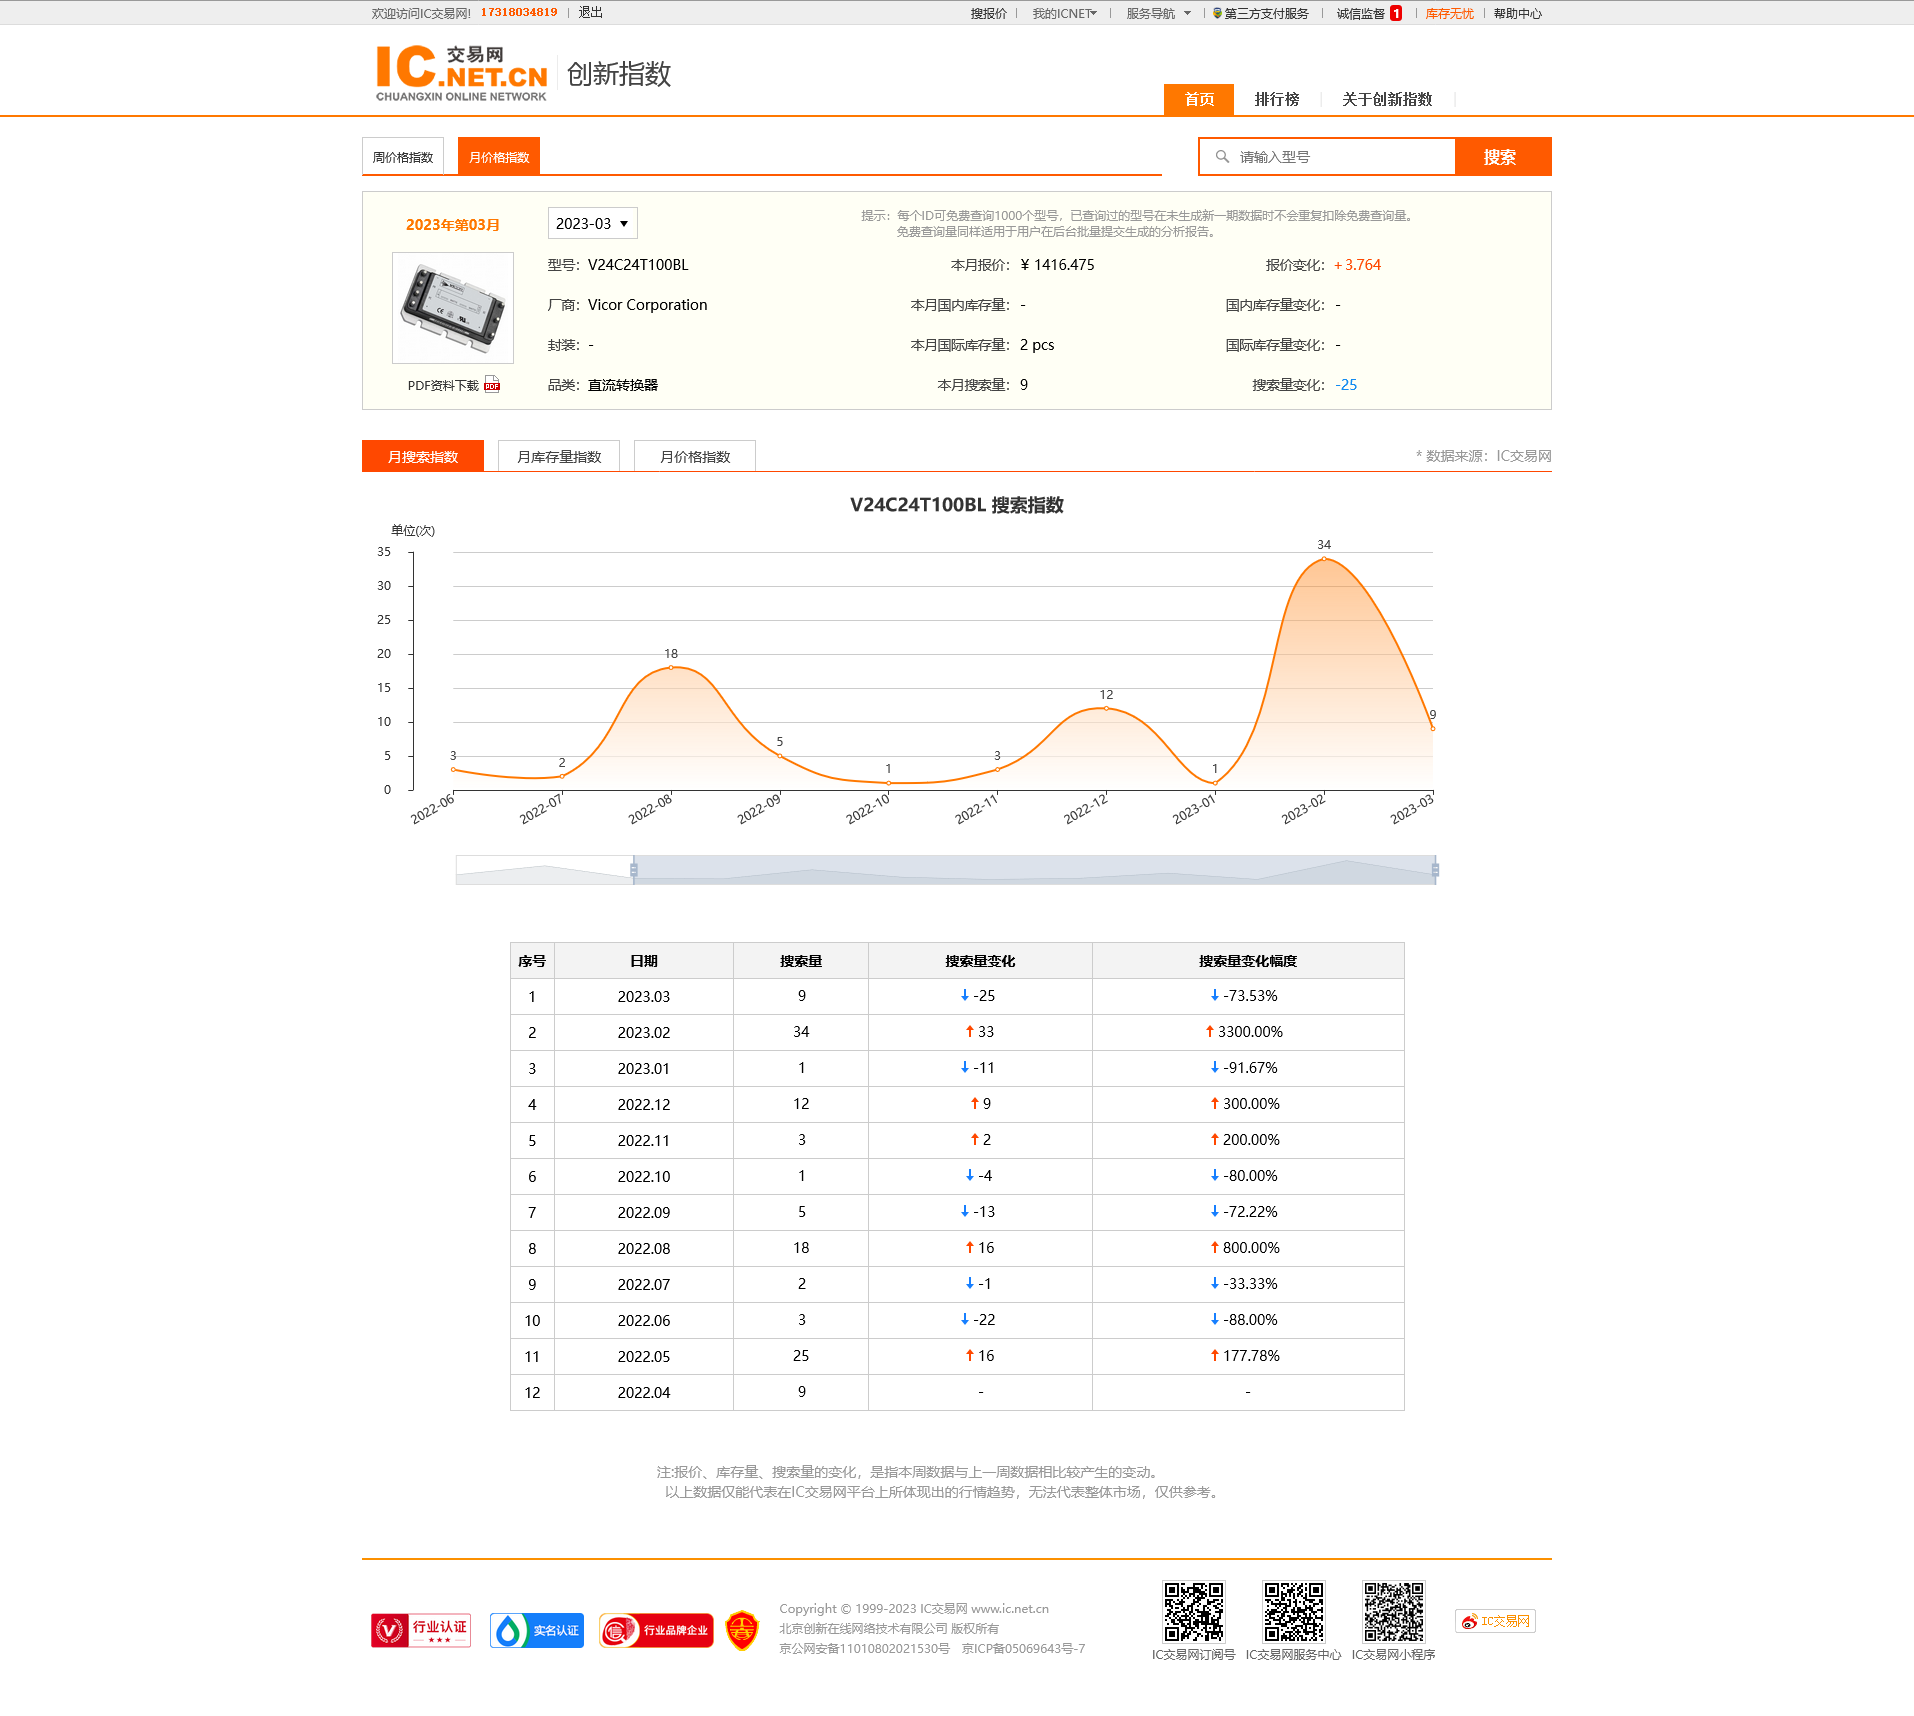 欢迎访问IC交易网! 17318034819 退出 搜报价 我的ICNET 服务导航 第三方支付服务 诚信监督 1 库存无忧 帮助中心
IC.NET.CN 交易网 创新指数
CHUANGXIN ONLINE NETWORK
首页 排行榜 关于创新指数
周价格指数 月价格指数 请输入型号 搜索
2023年第03月 2023-03
提示：每个ID可免费查询1000个型号，已查询过的型号在未生成新一期数据时不会重复扣除免费查询量。
免费查询量同样适用于用户在后台批量提交生成的分析报告。
型号：V24C24T100BL 本月报价：¥ 1416.475 报价变化：+3.764
厂商：Vicor Corporation 本月国内库存量：- 国内库存量变化：-
封装：- 本月国际库存量：2 pcs 国际库存量变化：-
PDF资料下载 品类：直流转换器 本月搜索量：9 搜索量变化：-25
月搜索指数 月库存量指数 月价格指数 * 数据来源：IC交易网
V24C24T100BL 搜索指数
单位(次)
35
30
25
20
15
10
5
0
3 2 18 5 1 3 12 1 34 9
2022-06 2022-07 2022-08 2022-09 2022-10 2022-11 2022-12 2023-01 2023-02 2023-03
序号 日期 搜索量 搜索量变化 搜索量变化幅度
1 2023.03 9 ↓ -25 ↓ -73.53%
2 2023.02 34 ↑ 33 ↑ 3300.00%
3 2023.01 1 ↓ -11 ↓ -91.67%
4 2022.12 12 ↑ 9 ↑ 300.00%
5 2022.11 3 ↑ 2 ↑ 200.00%
6 2022.10 1 ↓ -4 ↓ -80.00%
7 2022.09 5 ↓ -13 ↓ -72.22%
8 2022.08 18 ↑ 16 ↑ 800.00%
9 2022.07 2 ↓ -1 ↓ -33.33%
10 2022.06 3 ↓ -22 ↓ -88.00%
11 2022.05 25 ↑ 16 ↑ 177.78%
12 2022.04 9 - -
注:报价、库存量、搜索量的变化，是指本周数据与上一周数据相比较产生的变动。
以上数据仅能代表在IC交易网平台上所体现出的行情趋势，无法代表整体市场，仅供参考。
行业认证 实名认证 行业品牌企业
Copyright © 1999-2023 IC交易网 www.ic.net.cn
北京创新在线网络技术有限公司 版权所有
京公网安备11010802021530号 京ICP备05069643号-7
IC交易网订阅号 IC交易网服务中心 IC交易网小程序 IC交易网